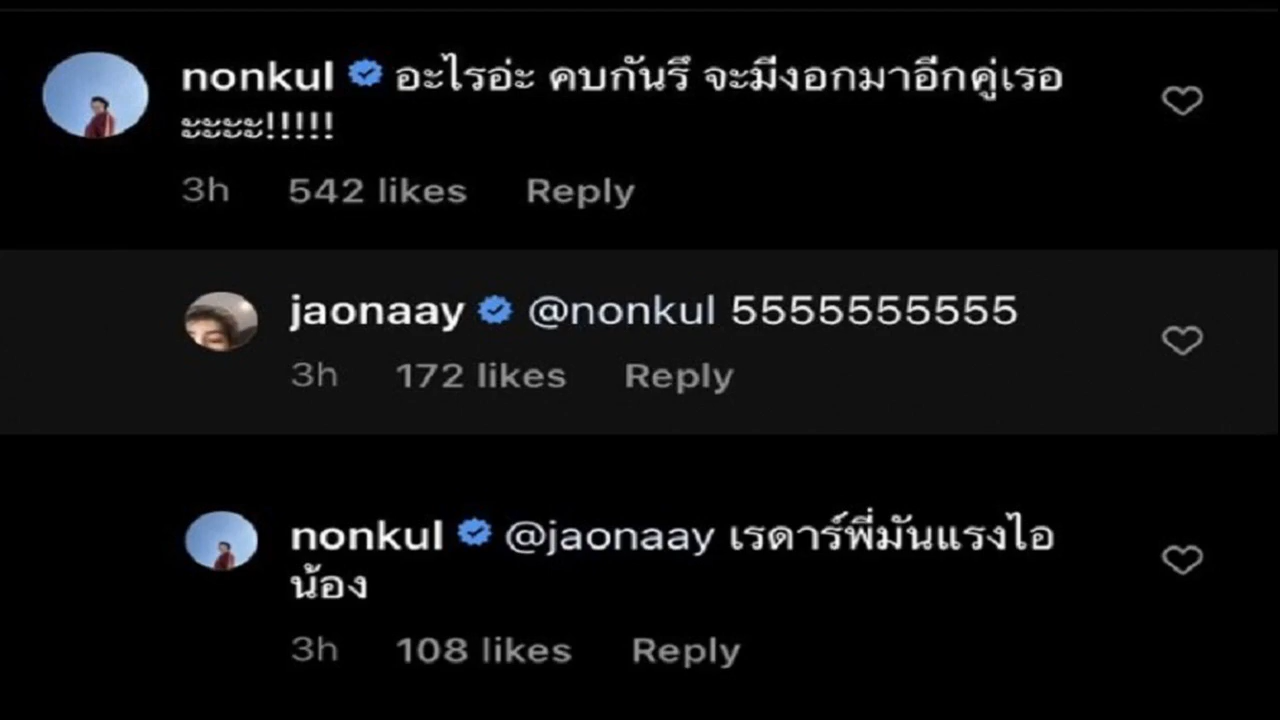 nonkul อะไรอ่ะ คบกันรึ จะมีงอกมาอีกคู่เรอ
ะะะะ!!!!!
3h 542 likes Reply
jaonaay @nonkul 5555555555
3h 172 likes Reply
nonkul @jaonaay เรดาร์พี่มันแรงไอ
น้อง
3h 108 likes Reply